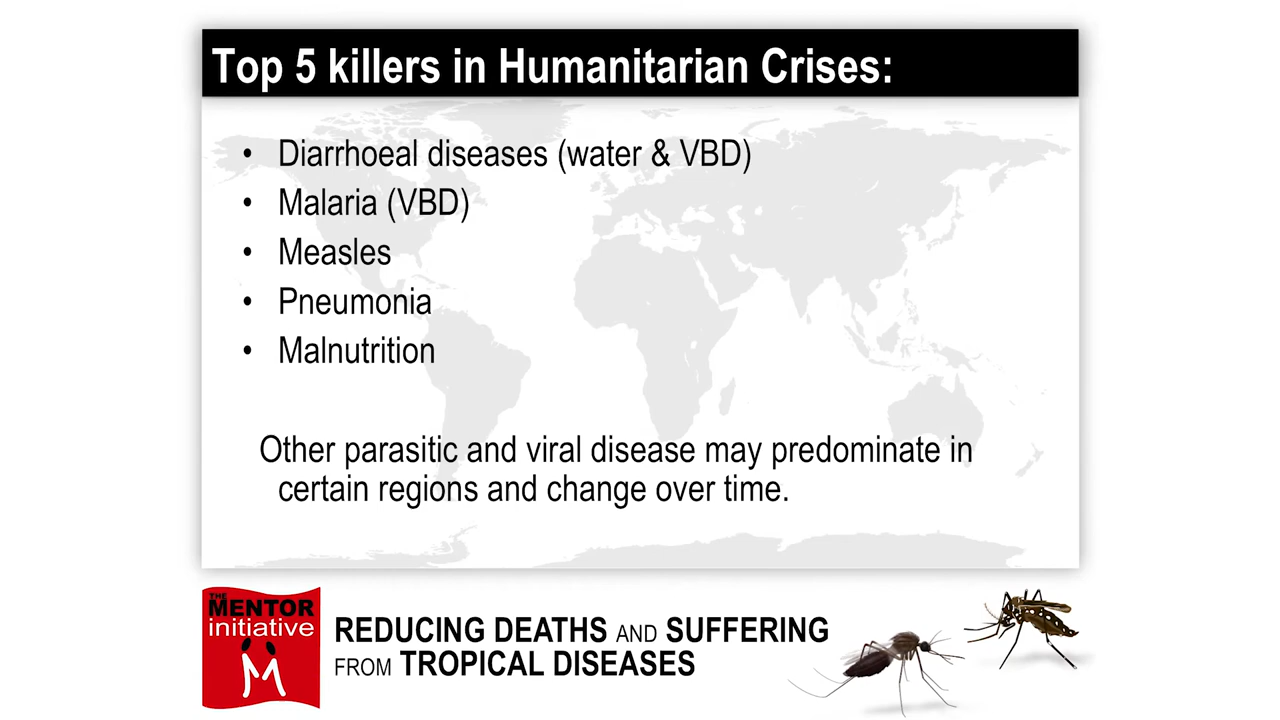 Top 5 killers in Humanitarian Crises:
• Diarrhoeal diseases (water & VBD)
• Malaria (VBD)
• Measles
• Pneumonia
• Malnutrition
Other parasitic and viral disease may predominate in
certain regions and change over time.
THE
MENTOR
initiative
REDUCING DEATHS AND SUFFERING
FROM TROPICAL DISEASES